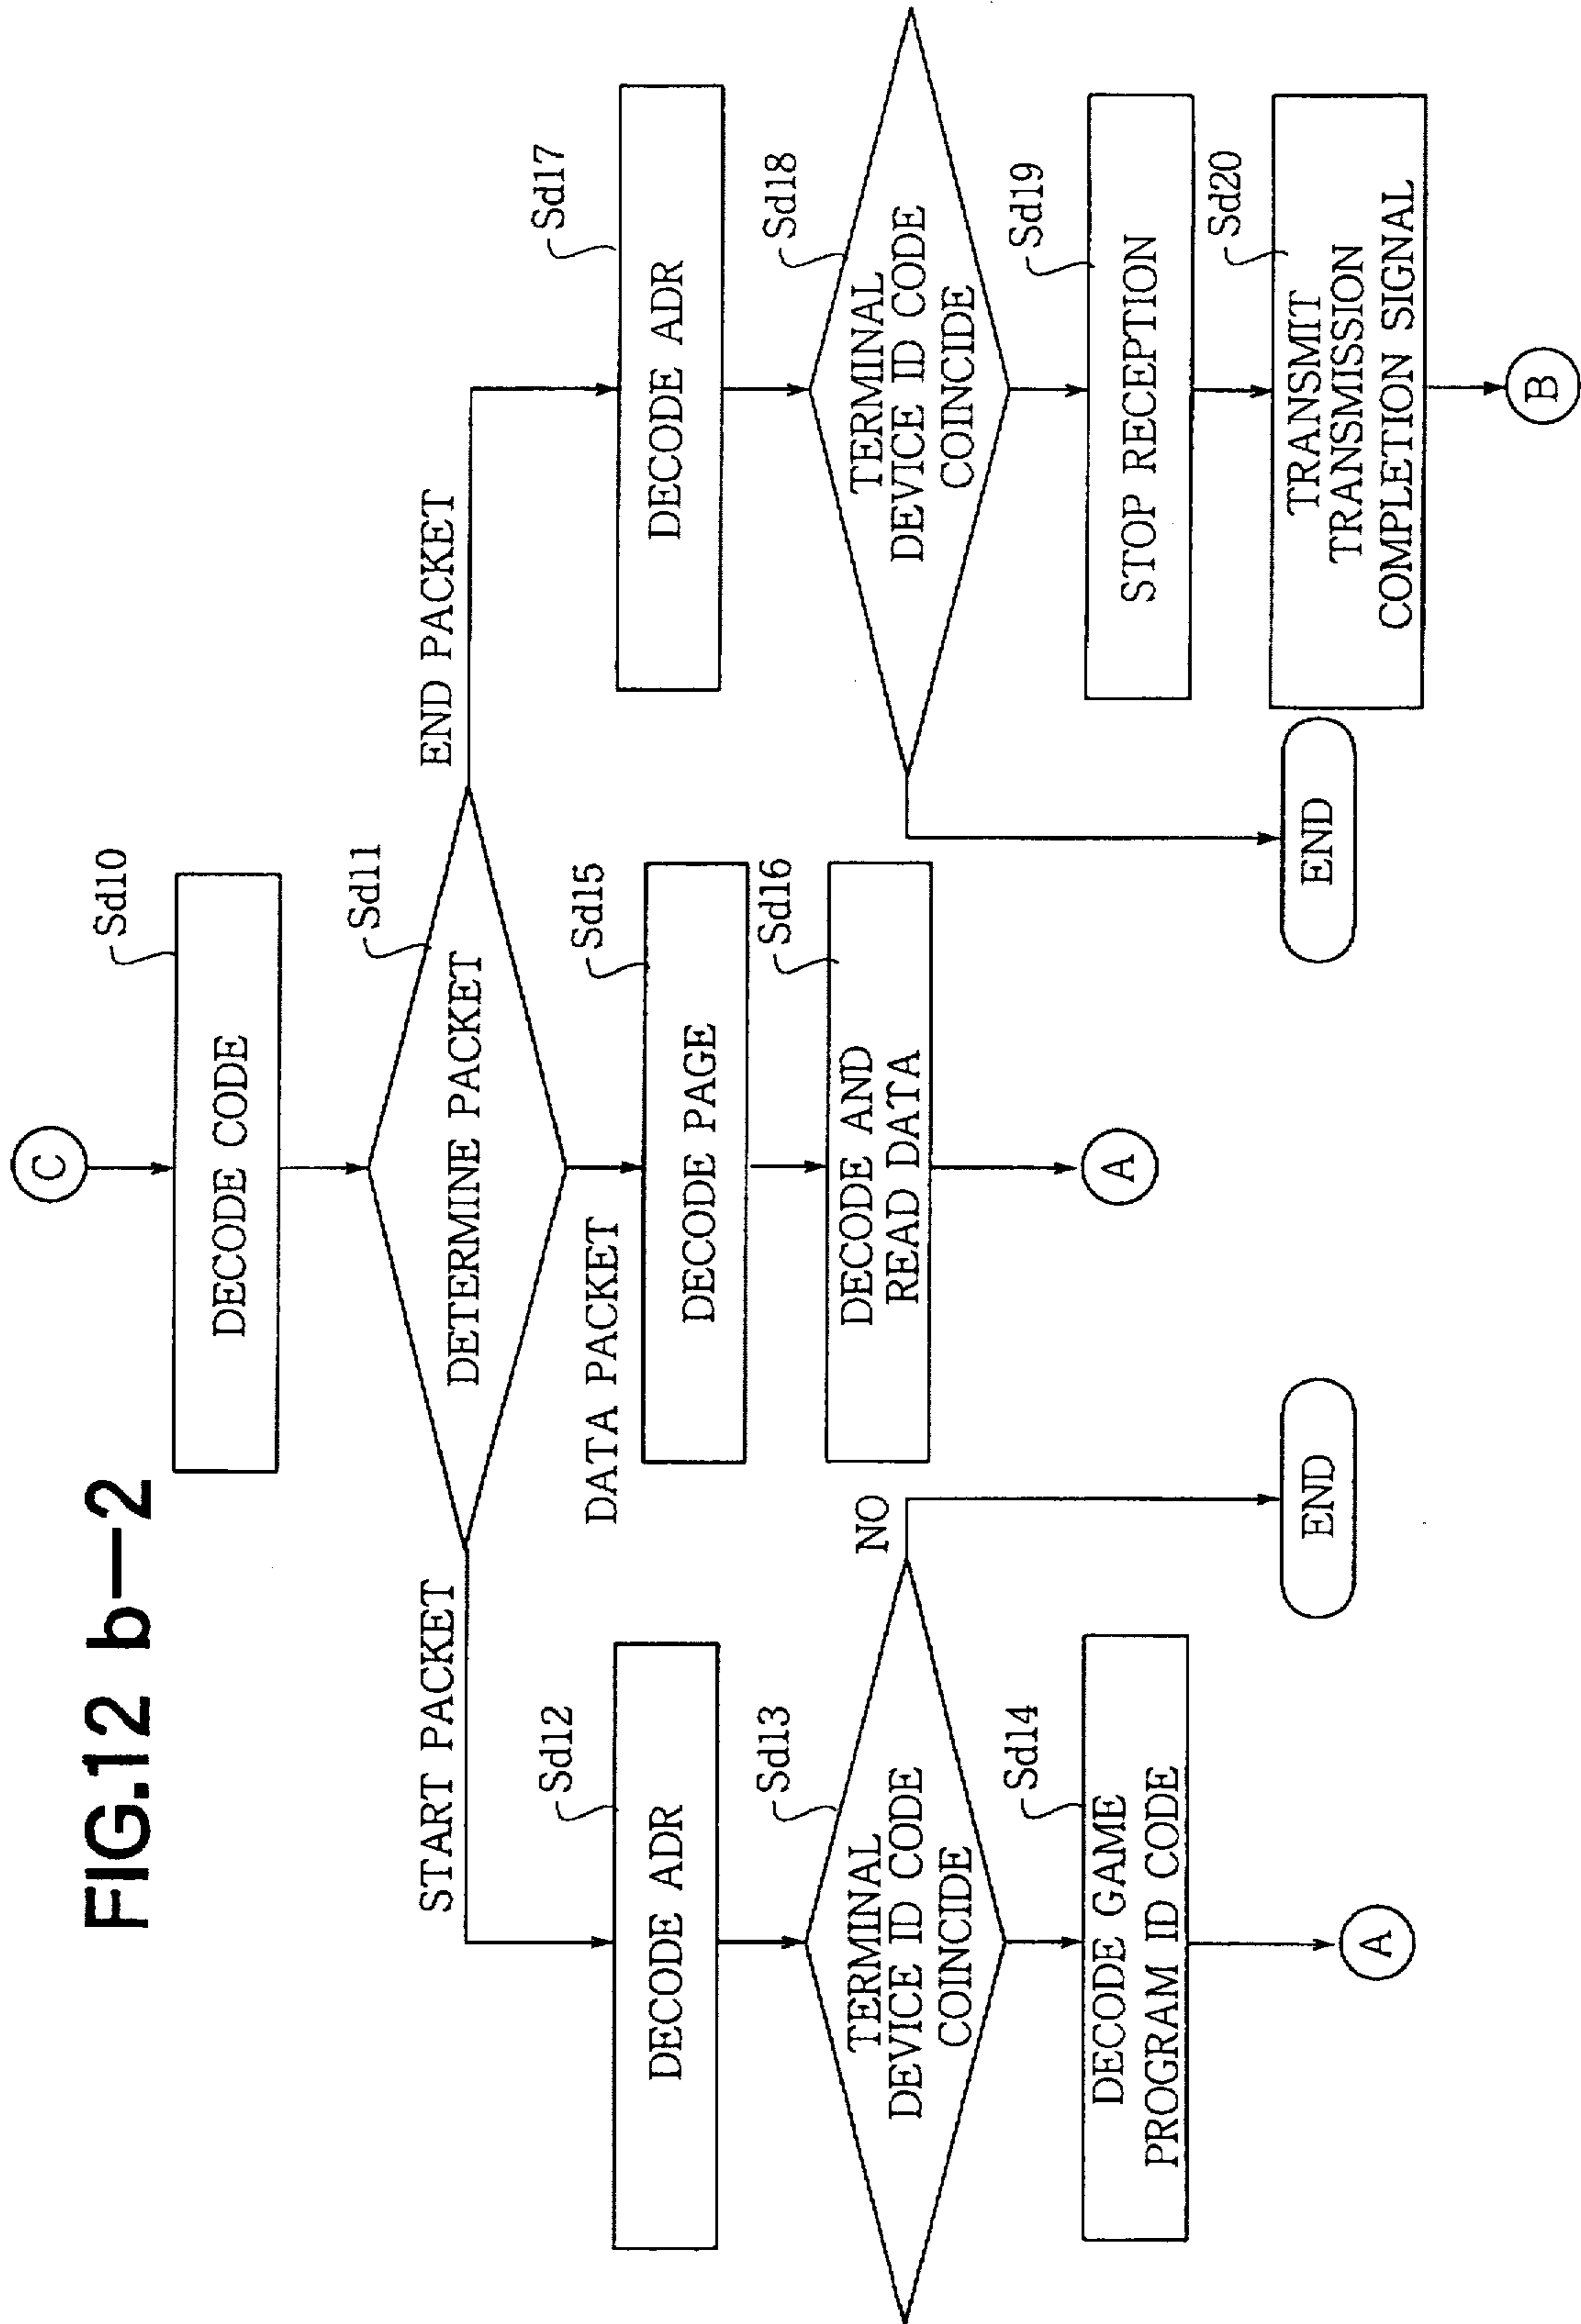 FIG.12 b—2
C
Sd10
DECODE CODE
Sd11
DETERMINE PACKET
START PACKET
DATA PACKET
END PACKET
Sd12
DECODE ADR
Sd13
TERMINAL
DEVICE ID CODE
COINCIDE
NO
END
Sd14
DECODE GAME
PROGRAM ID CODE
A
Sd15
DECODE PAGE
Sd16
DECODE AND
READ DATA
A
Sd17
DECODE ADR
Sd18
TERMINAL
DEVICE ID CODE
COINCIDE
END
Sd19
STOP RECEPTION
Sd20
TRANSMIT
TRANSMISSION
COMPLETION SIGNAL
B